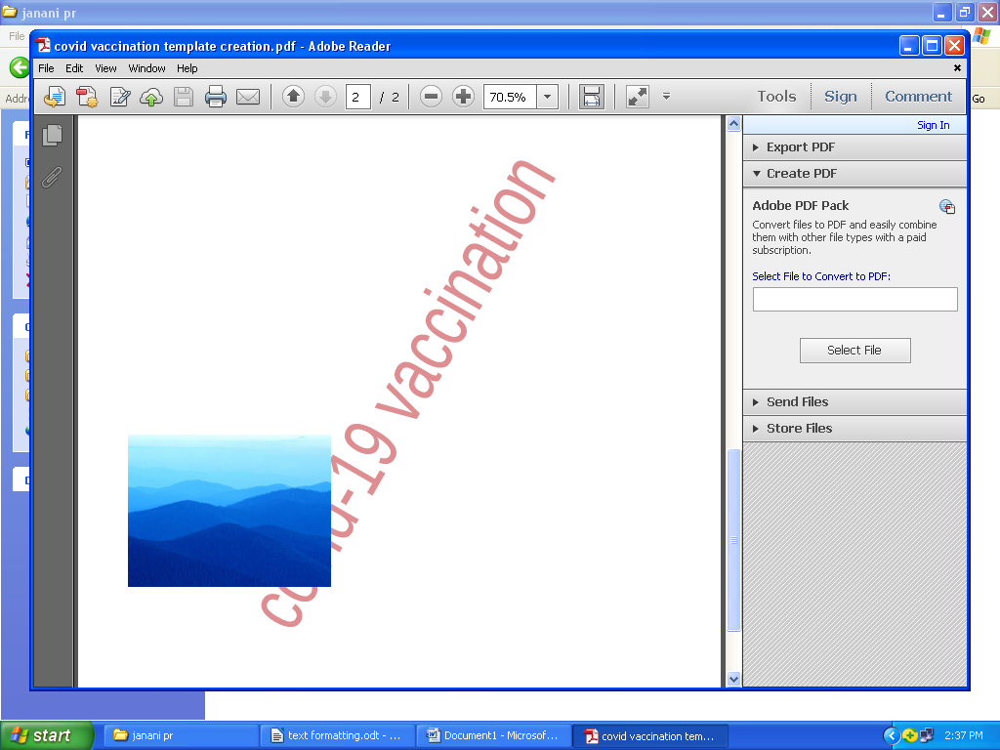 janani pr
File
covid vaccination template creation.pdf - Adobe Reader
File Edit View Window Help
2 / 2 70.5% Tools Sign Comment
Addre
Go
Sign In
Export PDF
Create PDF
Adobe PDF Pack
Convert files to PDF and easily combine
them with other file types with a paid
subscription.
Select File to Convert to PDF:
Select File
Send Files
Store Files
vaccination
start janani pr text formatting.odt - ... Document1 - Microsof... covid vaccination tem... 2:37 PM